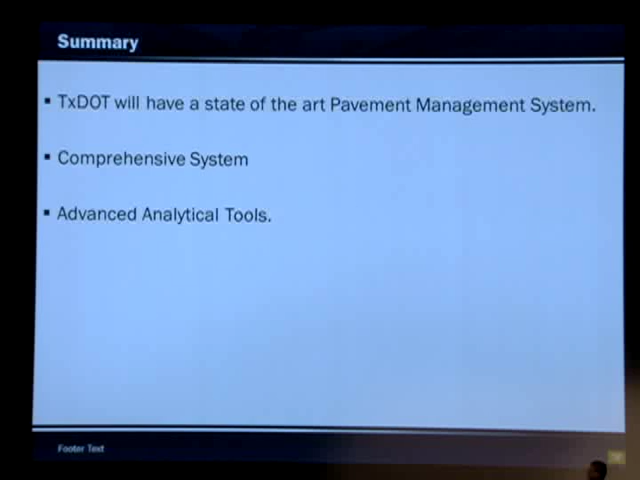 Summary
▪ TxDOT will have a state of the art Pavement Management System.
▪ Comprehensive System
▪ Advanced Analytical Tools.
Footer Text